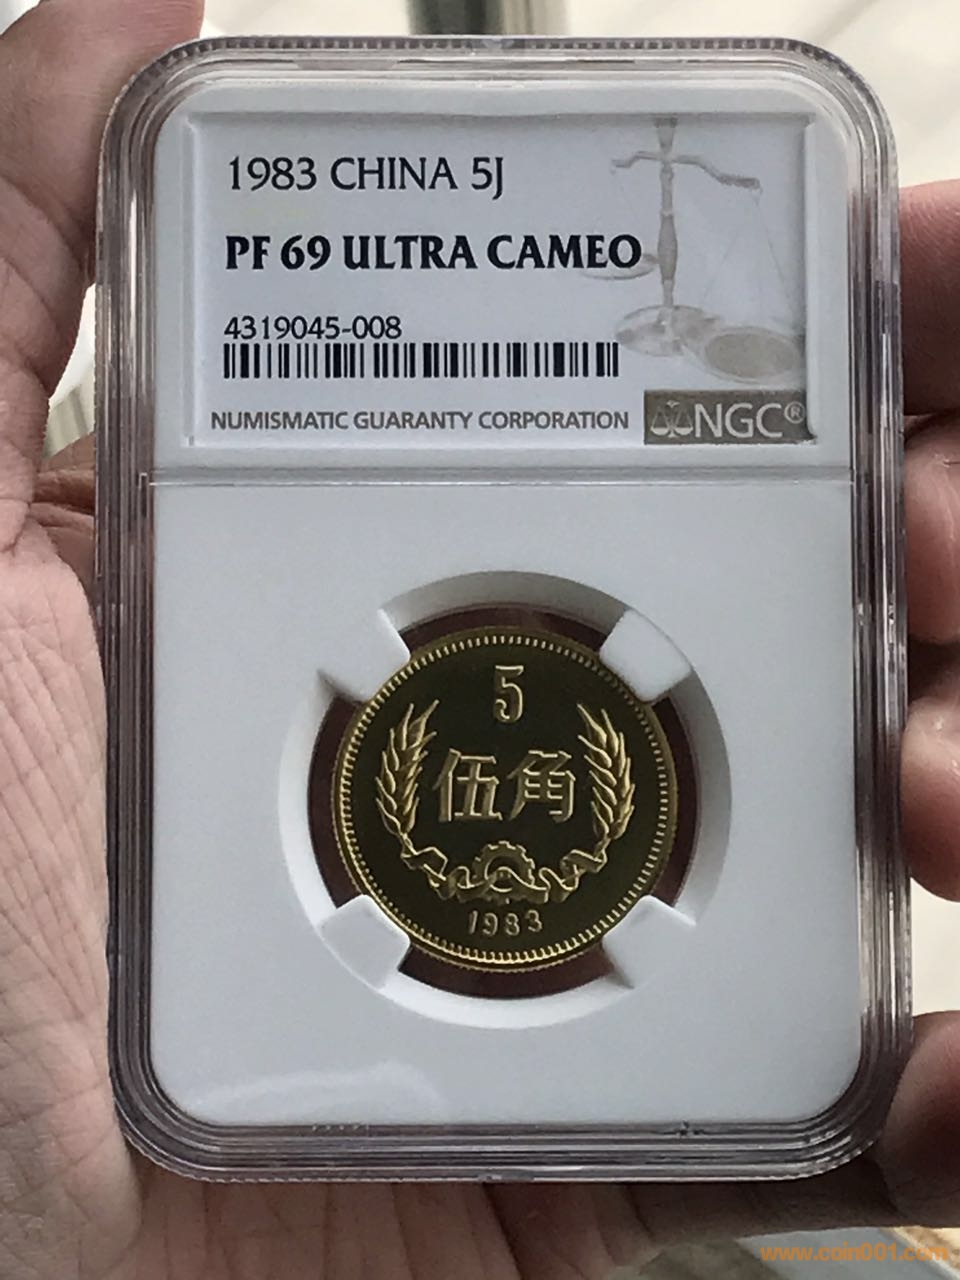 1983 CHINA 5J
PF 69 ULTRA CAMEO
4319045-008
NUMISMATIC GUARANTY CORPORATION
NGC®
5
伍角
1983
www.coin001.com